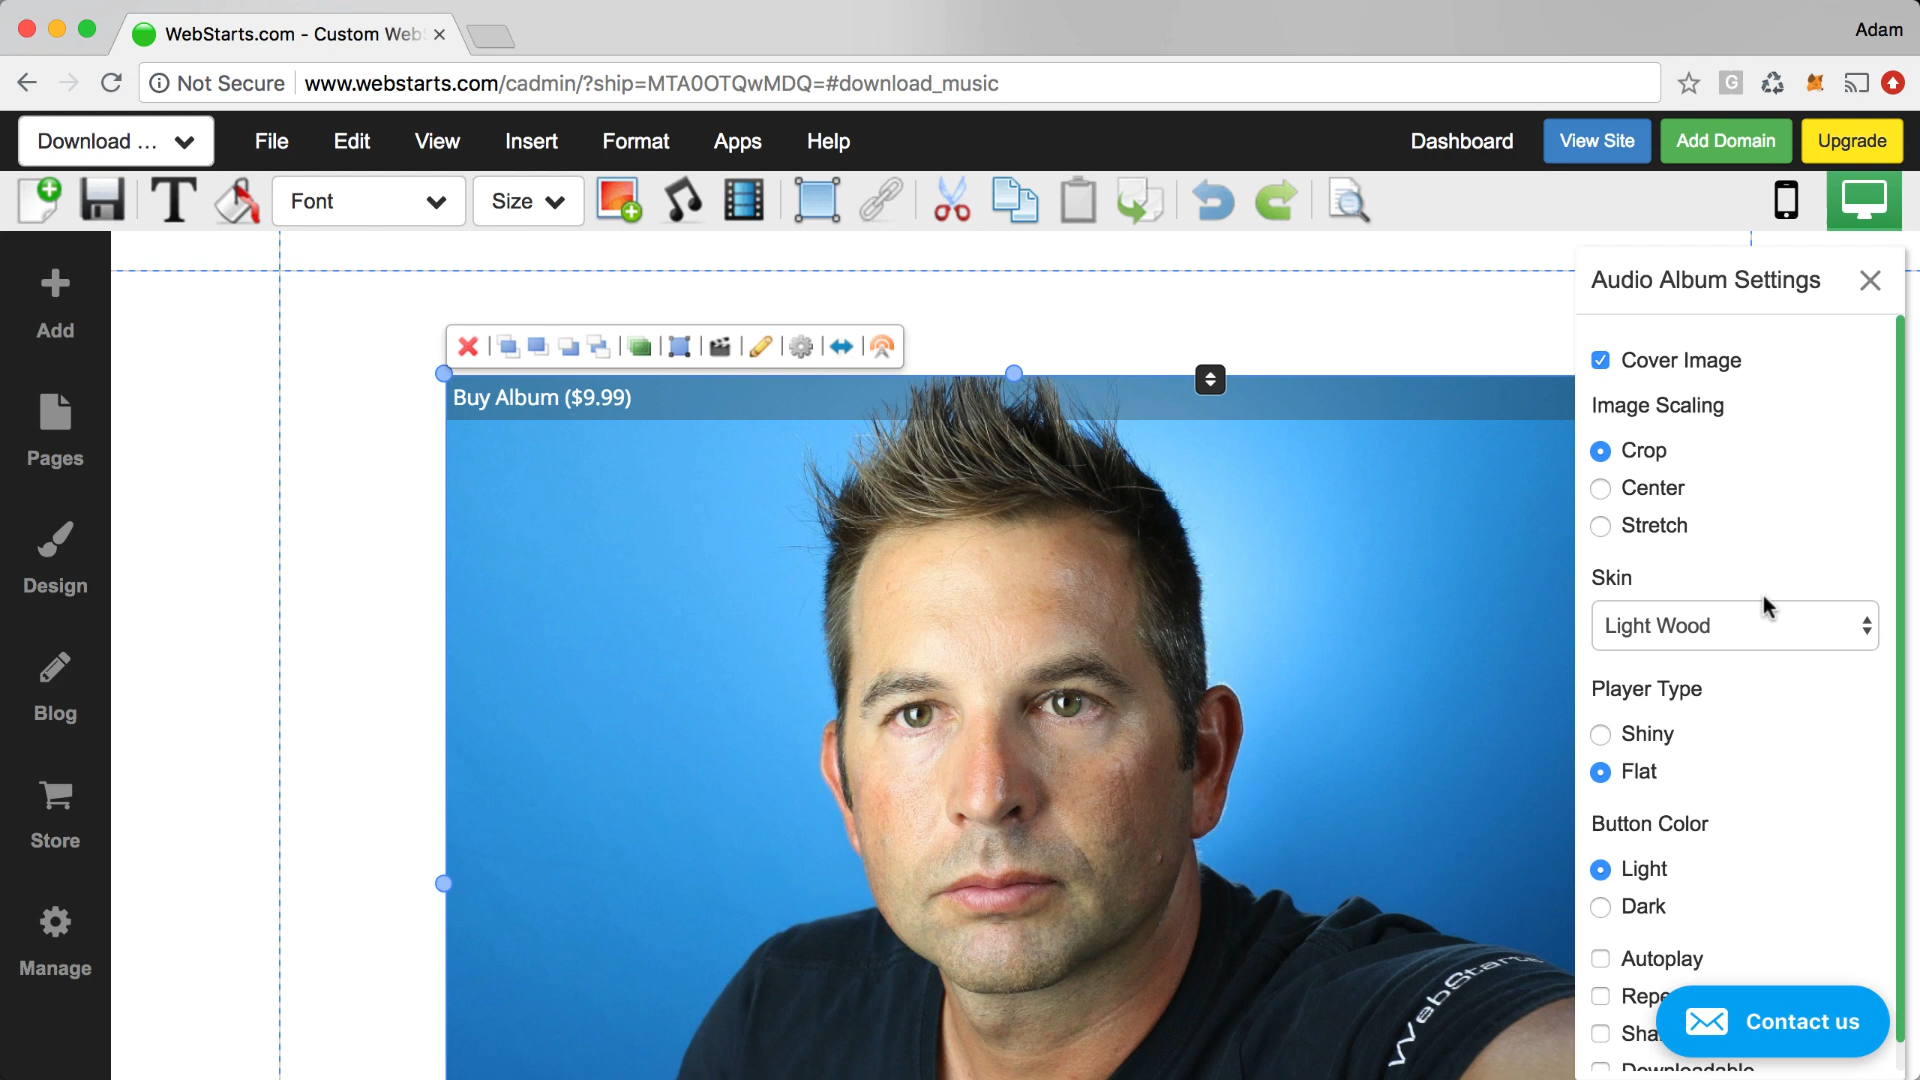 WebStarts.com - Custom Web
Adam
Not Secure
www.webstarts.com/cadmin/?ship=MTA0OTQwMDQ=#download_music
Download ...
File
Edit
View
Insert
Format
Apps
Help
Dashboard
View Site
Add Domain
Upgrade
Font
Size
Add
Pages
Design
Blog
Store
Manage
Buy Album ($9.99)
WebStarts
Audio Album Settings
Cover Image
Image Scaling
Crop
Center
Stretch
Skin
Light Wood
Player Type
Shiny
Flat
Button Color
Light
Dark
Autoplay
Contact us
Downloadable